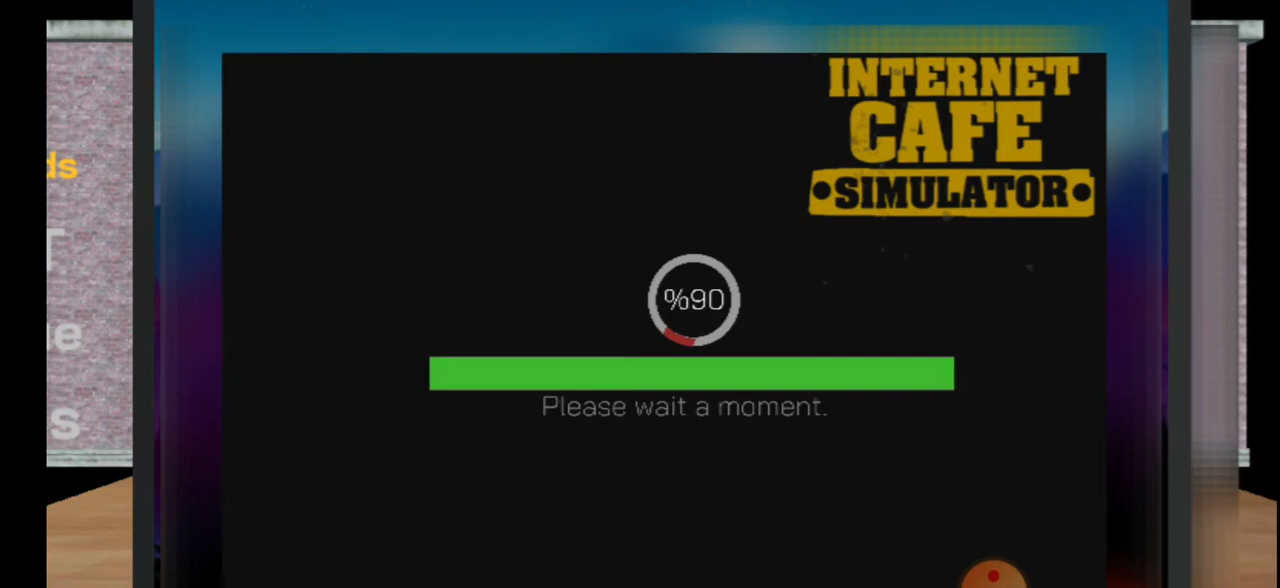 INTERNET
CAFE
SIMULATOR
%90
Please wait a moment.